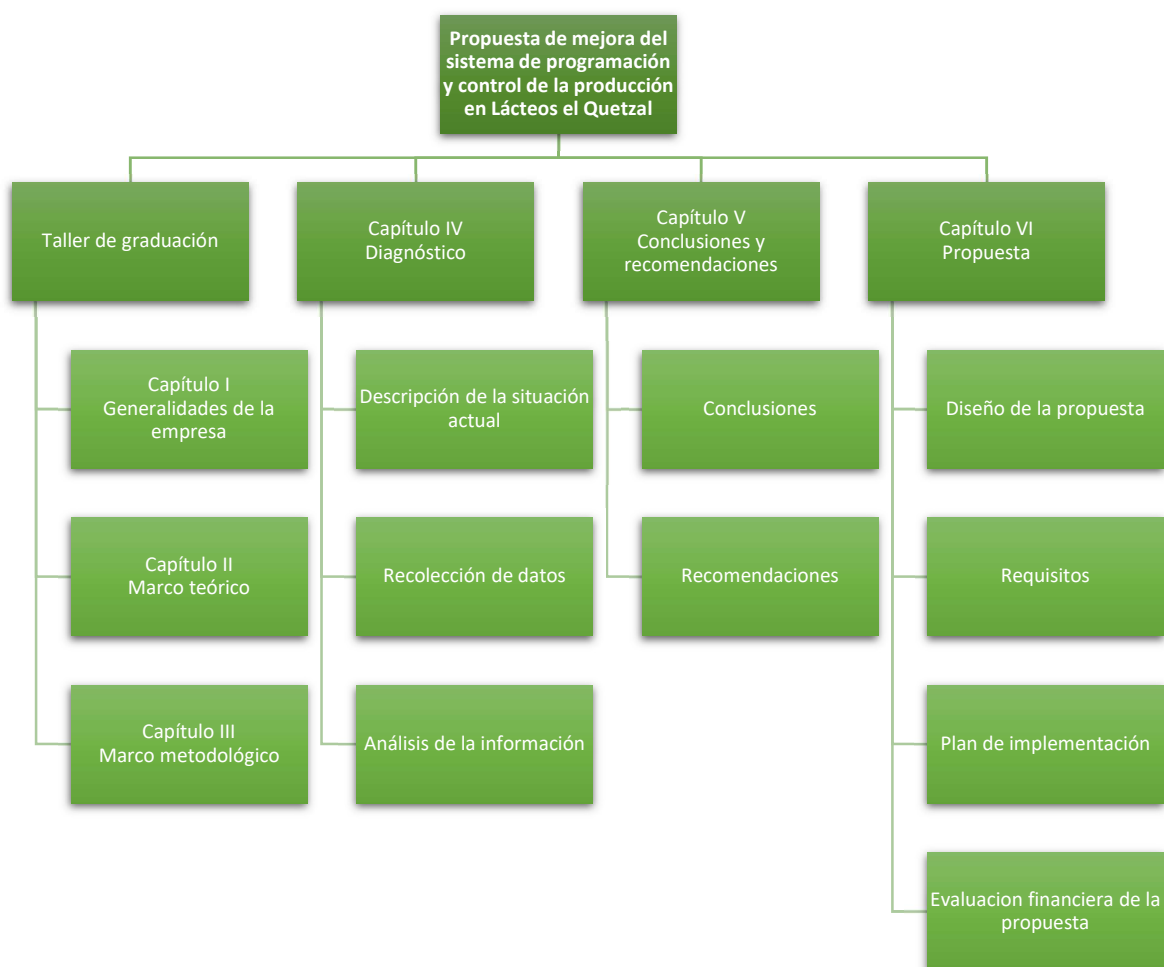 Propuesta de mejora del
sistema de programación
y control de la producción
en Lácteos el Quetzal
Taller de graduación
Capítulo I
Generalidades de la
empresa
Capítulo II
Marco teórico
Capítulo III
Marco metodológico
Capítulo IV
Diagnóstico
Descripción de la situación
actual
Recolección de datos
Análisis de la información
Capítulo V
Conclusiones y
recomendaciones
Conclusiones
Recomendaciones
Capítulo VI
Propuesta
Diseño de la propuesta
Requisitos
Plan de implementación
Evaluacion financiera de la
propuesta